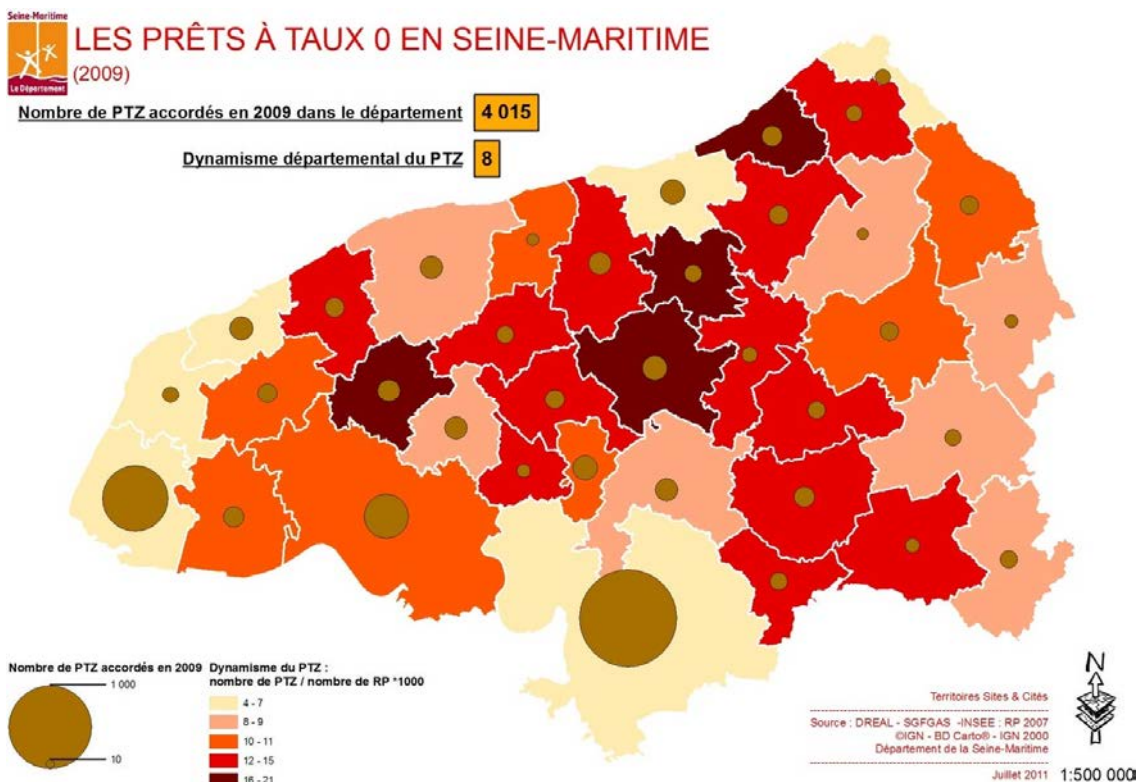 Seine-Maritime
Le Département
LES PRÊTS À TAUX 0 EN SEINE-MARITIME
(2009)
Nombre de PTZ accordés en 2009 dans le département 4 015
Dynamisme départemental du PTZ 8
Nombre de PTZ accordés en 2009
1 000
10
Dynamisme du PTZ :
nombre de PTZ / nombre de RP *1000
4 - 7
8 - 9
10 - 11
12 - 15
16 - 21
N
Territoires Sites & Cités
Source : DREAL - SGFGAS -INSEE : RP 2007
©IGN - BD Carto® - IGN 2000
Département de la Seine-Maritime
Juillet 2011
1:500 000